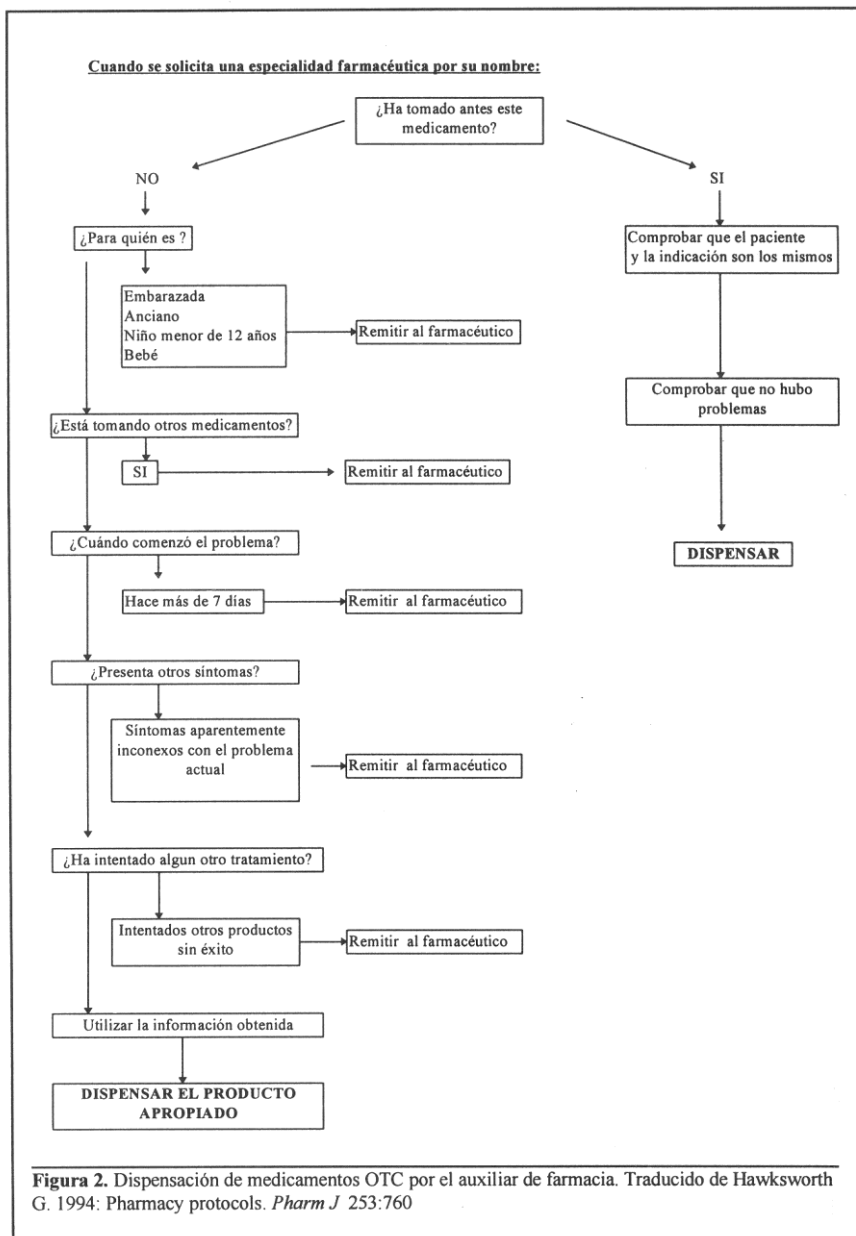 Cuando se solicita una especialidad farmacéutica por su nombre:
¿Ha tomado antes este
medicamento?
NO
SI
¿Para quién es ?
Comprobar que el paciente
y la indicación son los mismos
Embarazada
Anciano
Niño menor de 12 años
Bebé
Remitir al farmacéutico
Comprobar que no hubo
problemas
¿Está tomando otros medicamentos?
SI
Remitir al farmacéutico
¿Cuándo comenzó el problema?
DISPENSAR
Hace más de 7 días
Remitir al farmacéutico
¿Presenta otros síntomas?
Síntomas aparentemente
inconexos con el problema
actual
Remitir al farmacéutico
¿Ha intentado algun otro tratamiento?
Intentados otros productos
sin éxito
Remitir al farmacéutico
Utilizar la información obtenida
DISPENSAR EL PRODUCTO
APROPIADO
Figura 2. Dispensación de medicamentos OTC por el auxiliar de farmacia. Traducido de Hawksworth
G. 1994: Pharmacy protocols. Pharm J 253:760